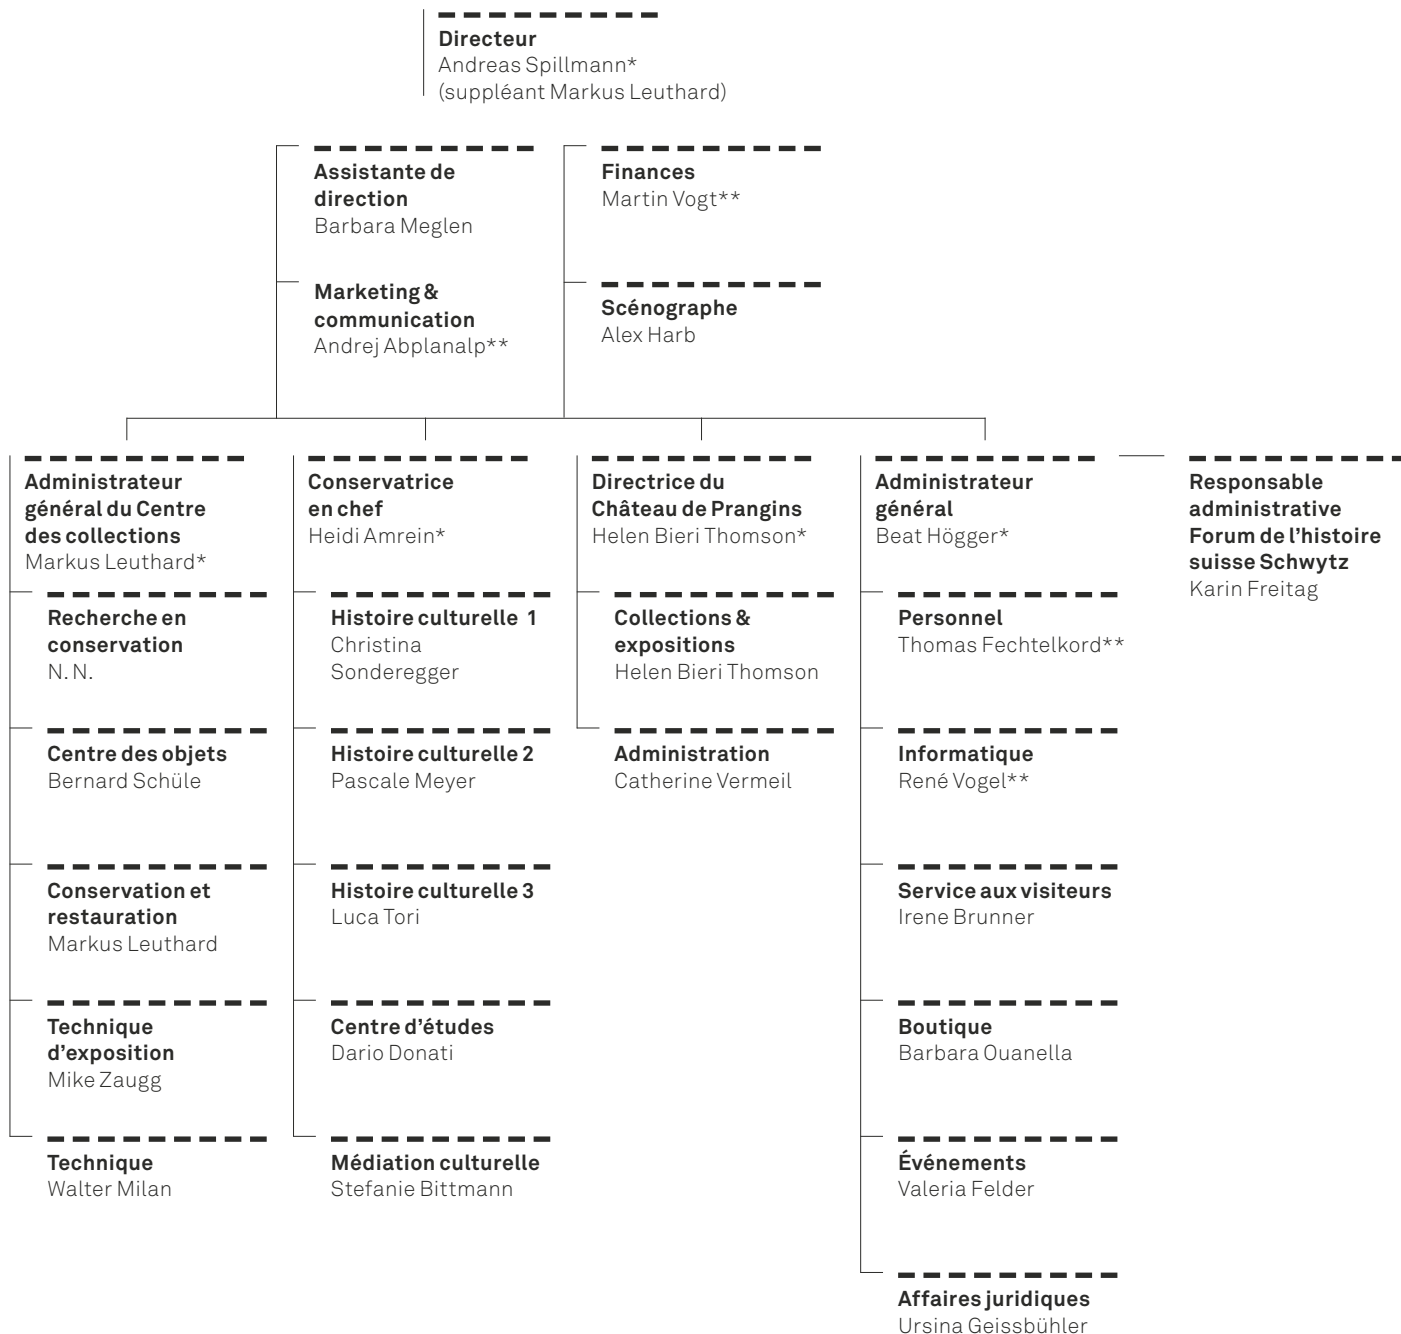 Directeur
Andreas Spillmann*
(suppléant Markus Leuthard)
Assistante de
direction
Barbara Meglen
Finances
Martin Vogt**
Marketing &
communication
Andrej Abplanalp**
Scénographe
Alex Harb
Administrateur
général du Centre
des collections
Markus Leuthard*
Recherche en
conservation
N. N.
Centre des objets
Bernard Schüle
Conservation et
restauration
Markus Leuthard
Technique
d'exposition
Mike Zaugg
Technique
Walter Milan
Conservatrice
en chef
Heidi Amrein*
Histoire culturelle 1
Christina
Sonderegger
Histoire culturelle 2
Pascale Meyer
Histoire culturelle 3
Luca Tori
Centre d’études
Dario Donati
Médiation culturelle
Stefanie Bittmann
Directrice du
Château de Prangins
Helen Bieri Thomson*
Collections &
expositions
Helen Bieri Thomson
Administration
Catherine Vermeil
Administrateur
général
Beat Högger*
Personnel
Thomas Fechtelkord**
Informatique
René Vogel**
Service aux visiteurs
Irene Brunner
Boutique
Barbara Quanella
Événements
Valeria Felder
Affaires juridiques
Ursina Geissbühler
Responsable
administrative
Forum de l'histoire
suisse Schwytz
Karin Freitag